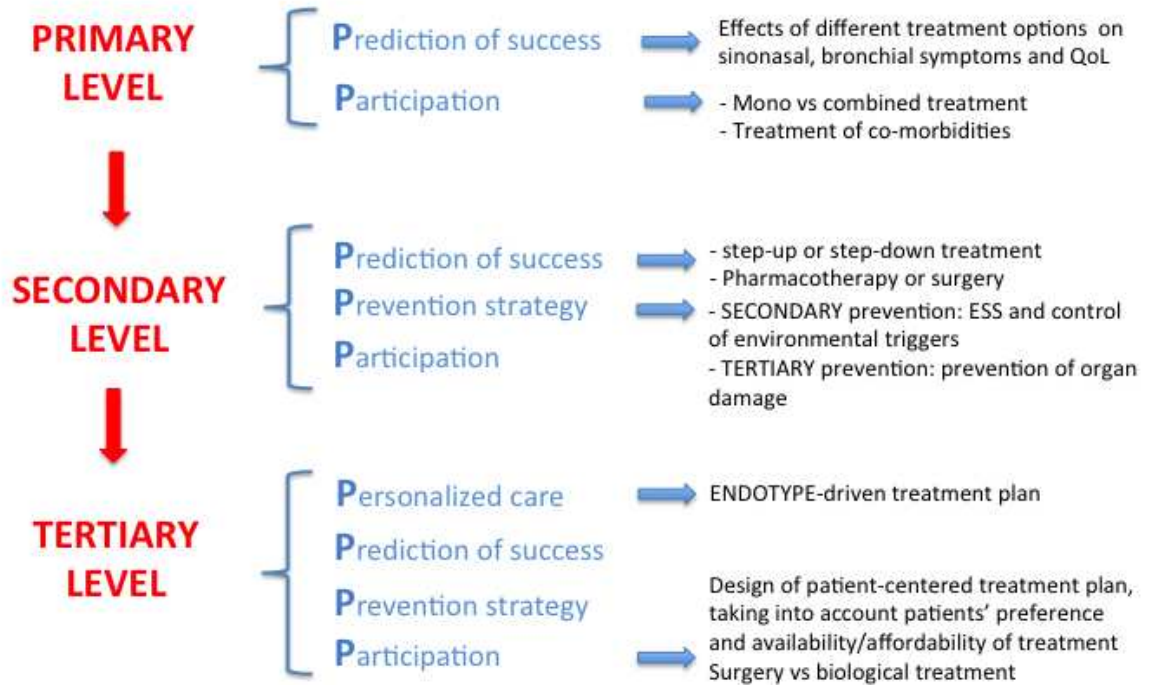 PRIMARY
LEVEL
Prediction of success
Effects of different treatment options on
sinonasal, bronchial symptoms and QoL
Participation
- Mono vs combined treatment
- Treatment of co-morbidities
SECONDARY
LEVEL
Prediction of success
- step-up or step-down treatment
- Pharmacotherapy or surgery
Prevention strategy
- SECONDARY prevention: ESS and control
of environmental triggers
- TERTIARY prevention: prevention of organ
damage
Participation
TERTIARY
LEVEL
Personalized care
ENDOTYPE-driven treatment plan
Prediction of success
Prevention strategy
Participation
Design of patient-centered treatment plan,
taking into account patients’ preference
and availability/affordability of treatment
Surgery vs biological treatment